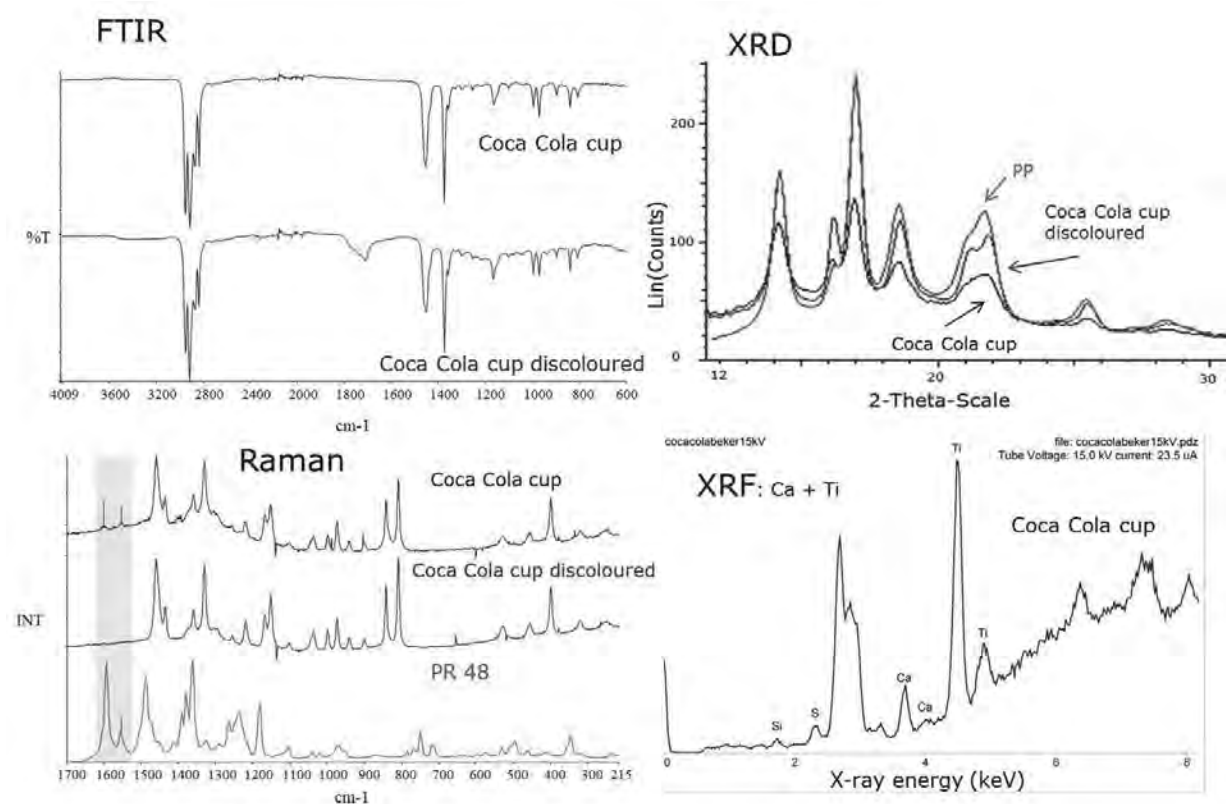 FTIR
Coca Cola cup
%T
Coca Cola cup discoloured
4009 3600 2800 2400 2000 1800 1600 1400 1200 1000 800 600
cm-1
XRD
200
100
0
Lin(Counts)
PP
Coca Cola cup
discoloured
Coca Cola cup
12 20 30
2-Theta-Scale
Raman
Coca Cola cup
Coca Cola cup discoloured
INT
PR 48
1700 1600 1500 1400 1300 1200 1100 1000 900 800 700 600 500 400 300 215
cm-1
cocacolabeker15kV
file: cocacolabeker15kV.pdz
Tube Voltage: 15.0 kV current: 23.5 uA
XRF: Ca + Ti
Coca Cola cup
Si
S
Ca
Ca
Ti
Ti
0 2 4 6 8
X-ray energy (keV)